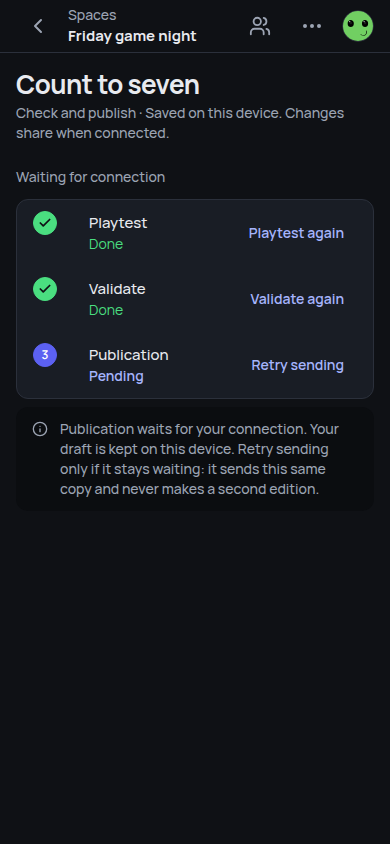 Spaces
Friday game night
Count to seven
Check and publish · Saved on this device. Changes
share when connected.
Waiting for connection
Playtest
Done
Playtest again
Validate
Done
Validate again
3
Publication
Pending
Retry sending
Publication waits for your connection. Your
draft is kept on this device. Retry sending
only if it stays waiting: it sends this same
copy and never makes a second edition.